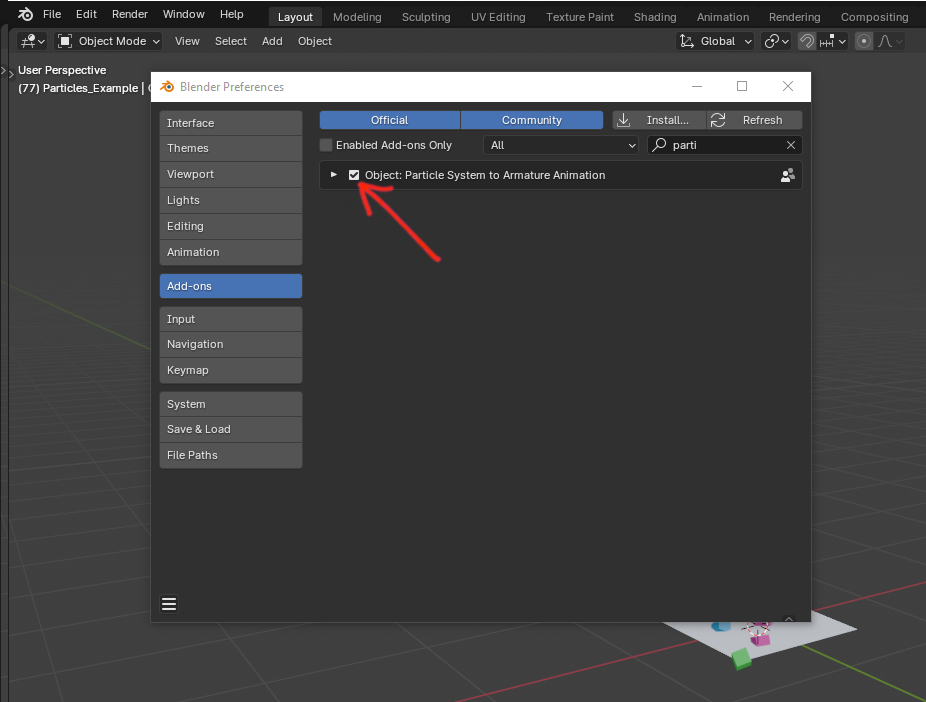 File Edit Render Window Help Layout Modeling Sculpting UV Editing Texture Paint Shading Animation Rendering Compositing
Object Mode View Select Add Object Global
User Perspective
(77) Particles_Example |
Blender Preferences
Interface
Themes
Viewport
Lights
Editing
Animation
Add-ons
Input
Navigation
Keymap
System
Save & Load
File Paths
Official Community Install... Refresh
Enabled Add-ons Only All parti
Object: Particle System to Armature Animation